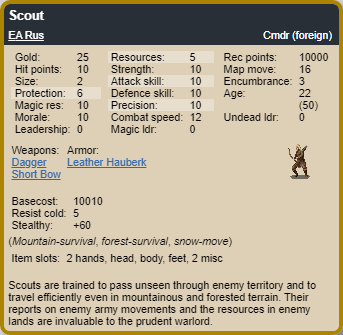 Scout
EA Rus Cmdr (foreign)
Gold: 25 Resources: 5 Rec points: 10000
Hit points: 10 Strength: 10 Map move: 16
Size: 2 Attack skill: 10 Encumbrance: 3
Protection: 6 Defence skill: 10 Age: 22
Magic res: 10 Precision: 10 (50)
Morale: 10 Combat speed: 12 Undead ldr: 0
Leadership: 0 Magic ldr: 0
Weapons: Armor:
Dagger Leather Hauberk
Short Bow
Basecost: 10010
Resist cold: 5
Stealthy: +60
(Mountain-survival, forest-survival, snow-move)
Item slots: 2 hands, head, body, feet, 2 misc
Scouts are trained to pass unseen through enemy territory and to
travel efficiently even in mountainous and forested terrain. Their
reports on enemy army movements and the resources in enemy
lands are invaluable to the prudent warlord.